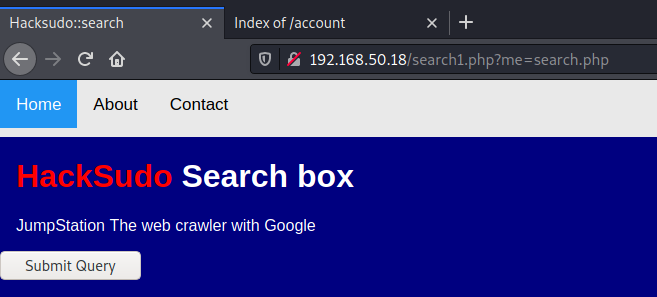 Hacksudo::search
Index of /account
192.168.50.18/search1.php?me=search.php
Home About Contact
HackSudo Search box
JumpStation The web crawler with Google
Submit Query